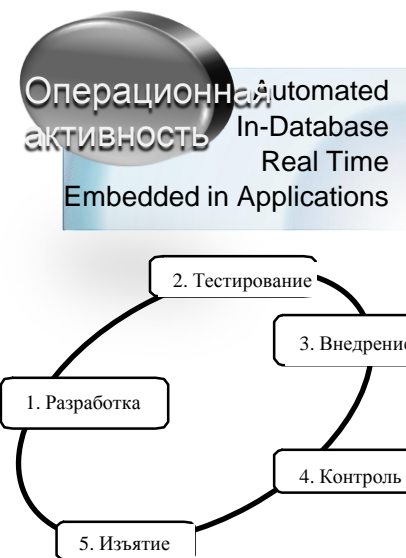 Операционная
активность
Automated
In-Database
Real Time
Embedded in Applications
2. Тестирование
3. Внедрение
1. Разработка
4. Контроль
5. Изъятие